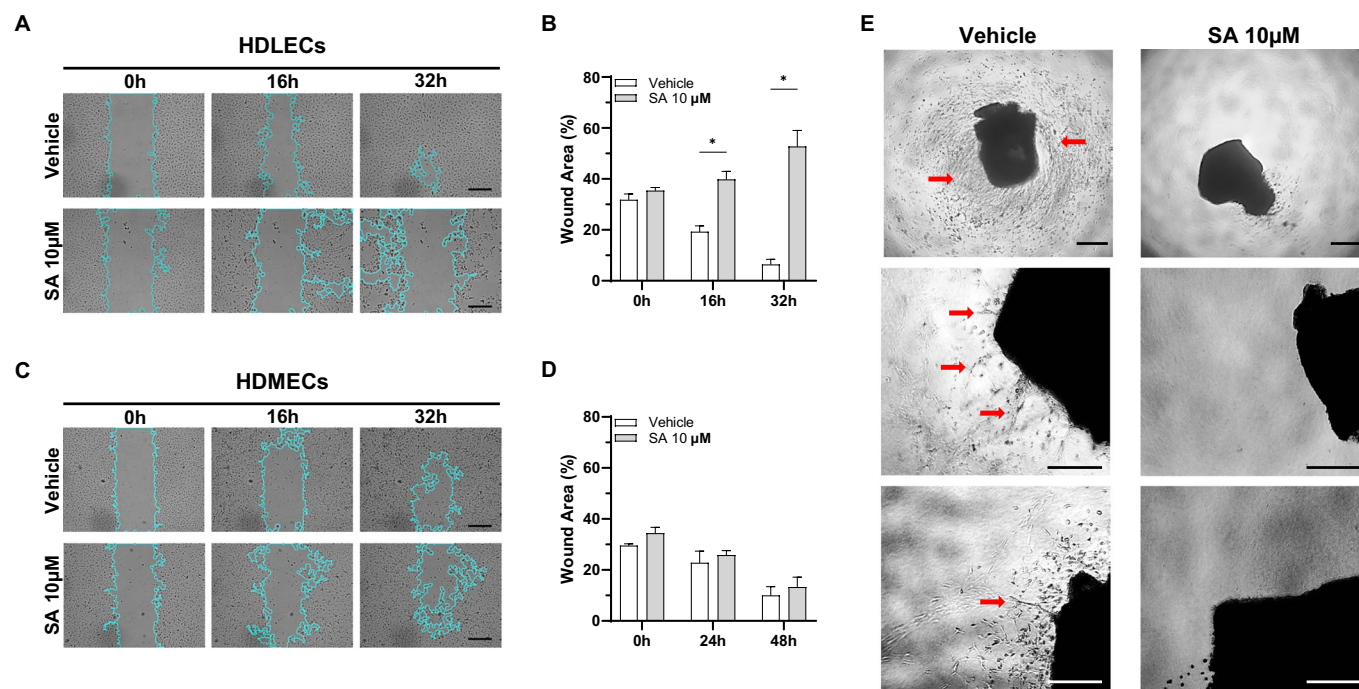 A
HDLECs
0h 16h 32h
Vehicle
SA 10µM
B
Wound Area (%)
80
60
40
20
0
Vehicle
SA 10 µM
*
*
0h 16h 32h
C
HDMECs
0h 16h 32h
Vehicle
SA 10µM
D
Wound Area (%)
80
60
40
20
0
Vehicle
SA 10 µM
0h 24h 48h
E
Vehicle SA 10µM